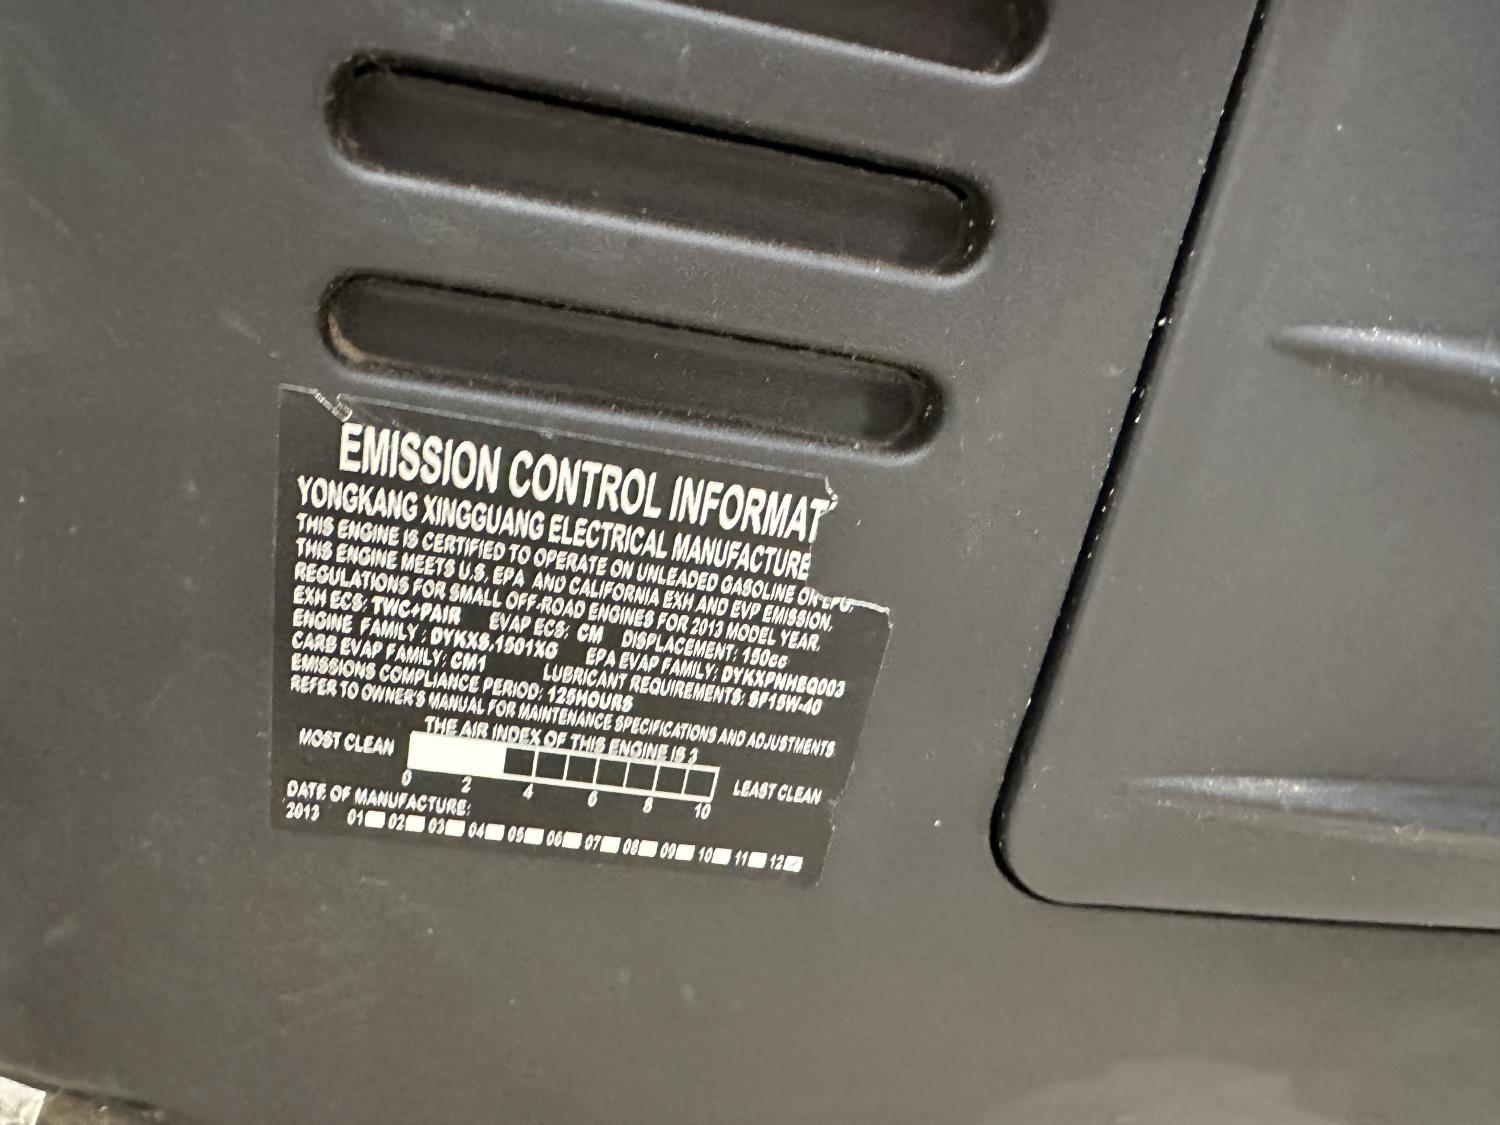 EMISSION CONTROL INFORMAT
YONGKANG XINGGUANG ELECTRICAL MANUFACTURE
THIS ENGINE IS CERTIFIED TO OPERATE ON UNLEADED GASOLINE OR LPG.
THIS ENGINE MEETS U.S. EPA AND CALIFORNIA EXH AND EVP EMISSION,
REGULATIONS FOR SMALL OFF-ROAD ENGINES FOR 2013 MODEL YEAR,
EXH ECS: TWC+PAIR EVAP ECS: CM DISPLACEMENT: 150cc
ENGINE FAMILY: DYKXS.1501XG EPA EVAP FAMILY: DYKXPNHEQ003
CARB EVAP FAMILY: CM1 LUBRICANT REQUIREMENTS: SF15W-40
EMISSIONS COMPLIANCE PERIOD: 125HOURS
REFER TO OWNER'S MANUAL FOR MAINTENANCE SPECIFICATIONS AND ADJUSTMENTS
THE AIR INDEX OF THIS ENGINE IS 3
MOST CLEAN LEAST CLEAN
0 2 4 6 8 10
DATE OF MANUFACTURE:
2013 01 02 03 04 05 06 07 08 09 10 11 12